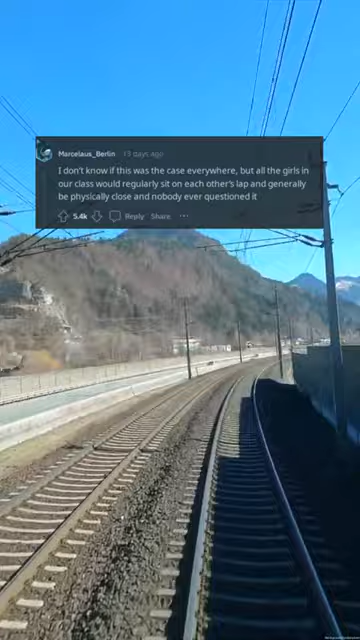 Marcelaus_Berlin 13 days ago
I don't know if this was the case everywhere, but all the girls in
our class would regularly sit on each other's lap and generally
be physically close and nobody ever questioned it
5.4k Reply Share ···